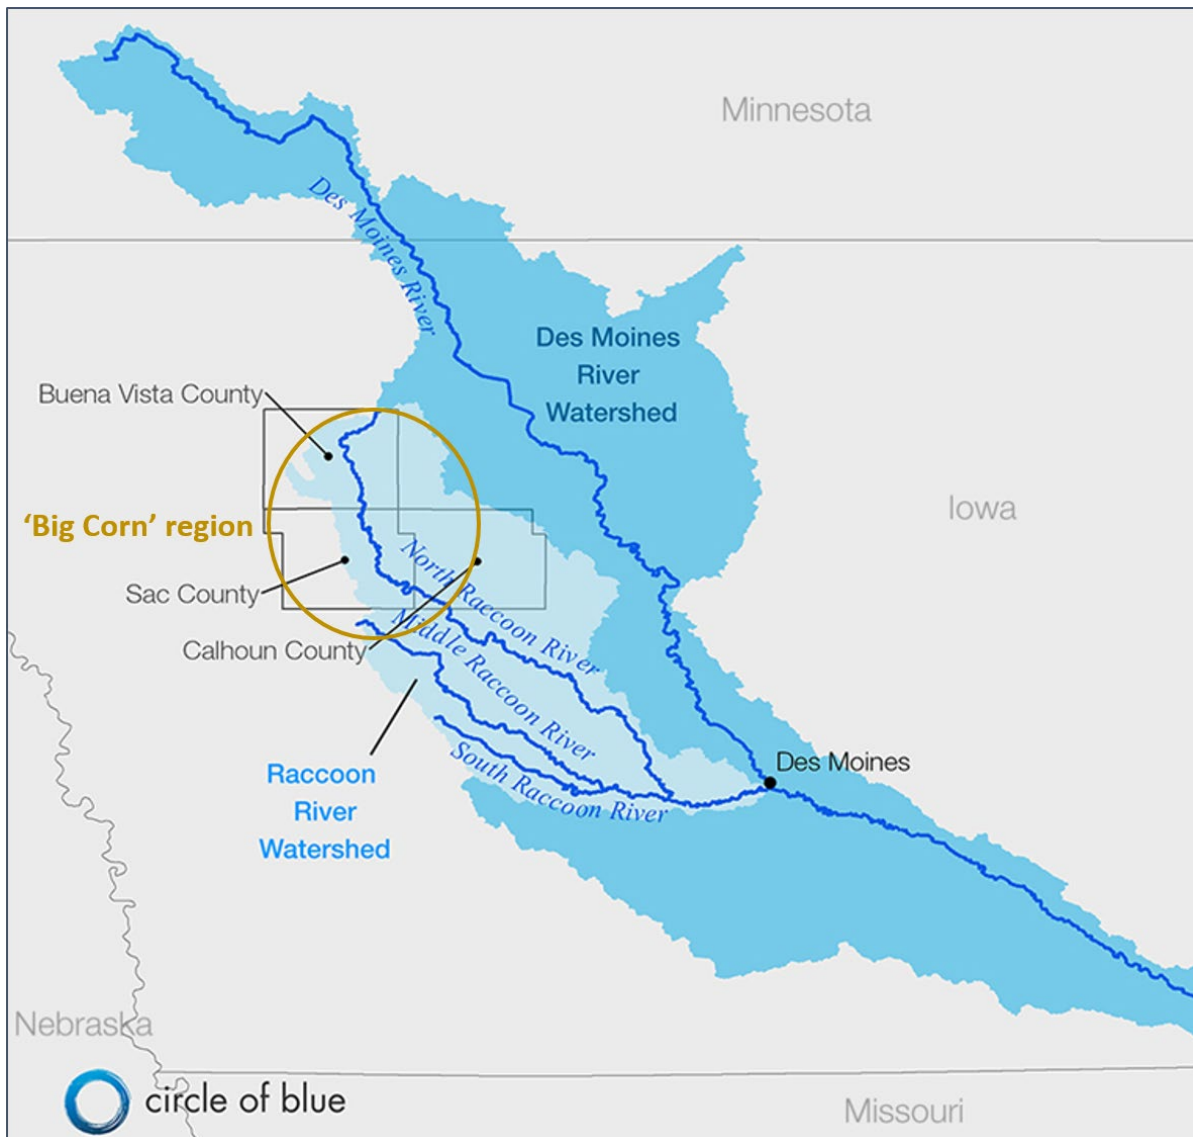 Minnesota
Des Moines River
Des Moines
River
Watershed
Buena Vista County
Iowa
‘Big Corn’ region
North Raccoon River
Sac County
Middle Raccoon River
Calhoun County
South Raccoon River
Des Moines
Raccoon
River
Watershed
Nebraska
circle of blue
Missouri